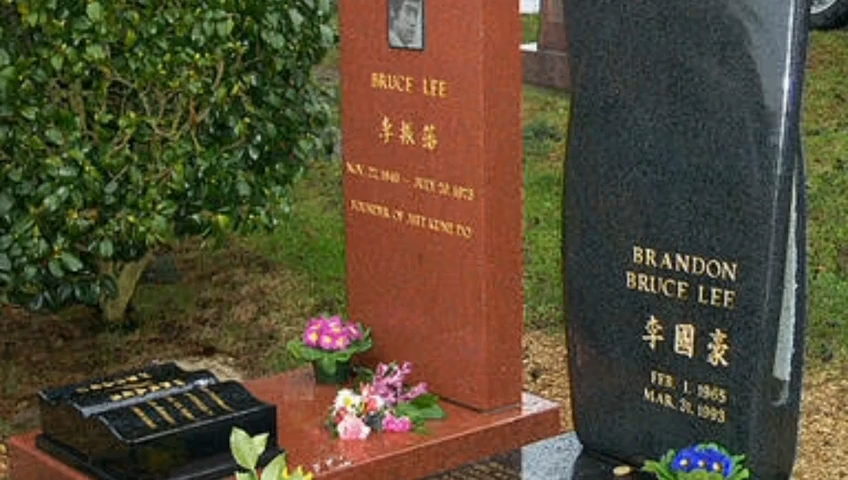 BRUCE LEE
李振藩
NOV. 27, 1940 – JULY 20, 1973
FOUNDER OF JEET KUNE DO
BRANDON
BRUCE LEE
李國豪
FEB. 1, 1965
MAR. 31, 1993